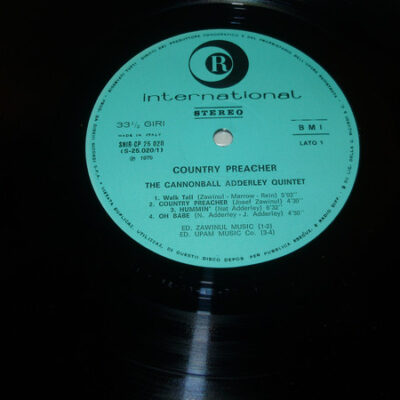 R
international
STEREO
33 1/3 GIRI
MADE IN ITALY
SNIR-CP 25 020
(S-25.020/1)
℗ 1970
B M I
LATO 1
COUNTRY PREACHER
THE CANNONBALL ADDERLEY QUINTET
1. Walk Tall (Zawinul - Marrow - Rein) 5'03''
2. COUNTRY PREACHER (Josef Zawinul) 4'30''
3. HUMMIN' (Nat Adderley) 6'32''
4. OH BABE (N. Adderley - J. Adderley) 4'50''
ED. ZAWINUL MUSIC (1-2)
ED. UPAM MUSIC Co. (3-4)